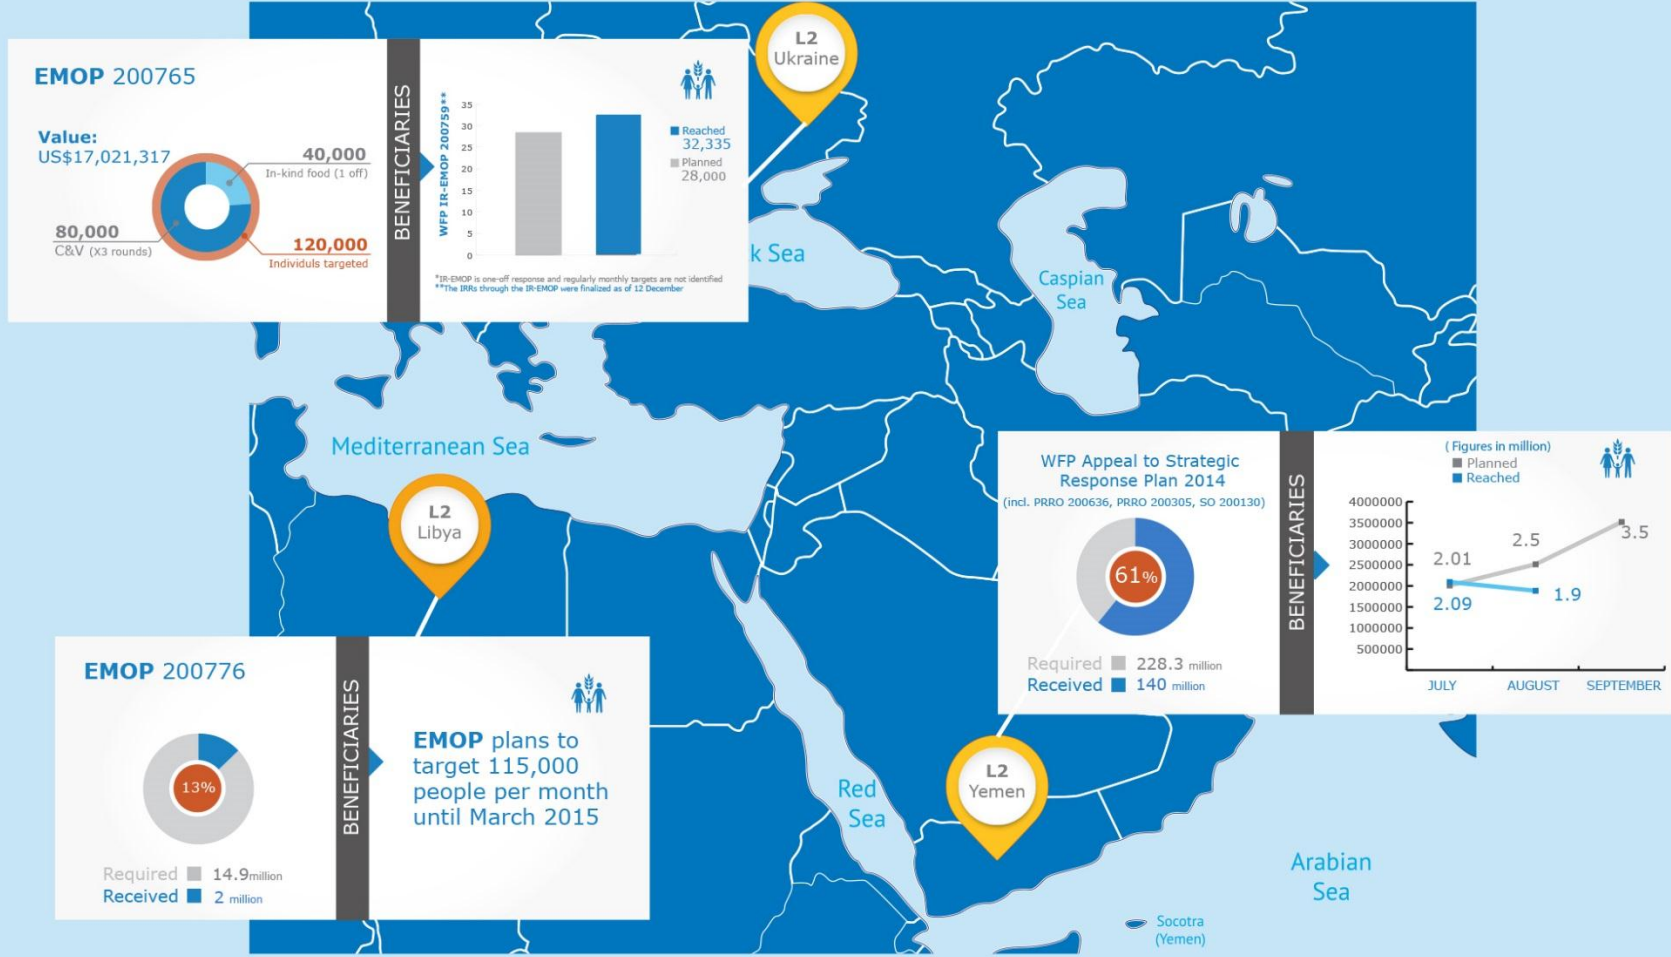 L2
Ukraine
EMOP 200765
Value:
US$17,021,317
40,000
In-kind food (1 off)
80,000
C&V (X3 rounds)
120,000
Individuls targeted
BENEFICIARIES
WFP IR-EMOP 200759**
35
30
25
20
15
10
5
0
Reached
32,335
Planned
28,000
*IR-EMOP is one-off response and regularly monthly targets are not identified
**The IRRs through the IR-EMOP were finalized as of 12 December
k Sea
Caspian
Sea
Mediterranean Sea
L2
Libya
WFP Appeal to Strategic
Response Plan 2014
(incl. PRRO 200636, PRRO 200305, SO 200130)
61%
Required 228.3 million
Received 140 million
BENEFICIARIES
( Figures in million)
Planned
Reached
4000000
3500000
3000000
2500000
2000000
1500000
1000000
500000
2.01
2.5
3.5
2.09
1.9
JULY AUGUST SEPTEMBER
EMOP 200776
13%
Required 14.9million
Received 2 million
BENEFICIARIES
EMOP plans to
target 115,000
people per month
until March 2015
Red
Sea
L2
Yemen
Arabian
Sea
Socotra
(Yemen)